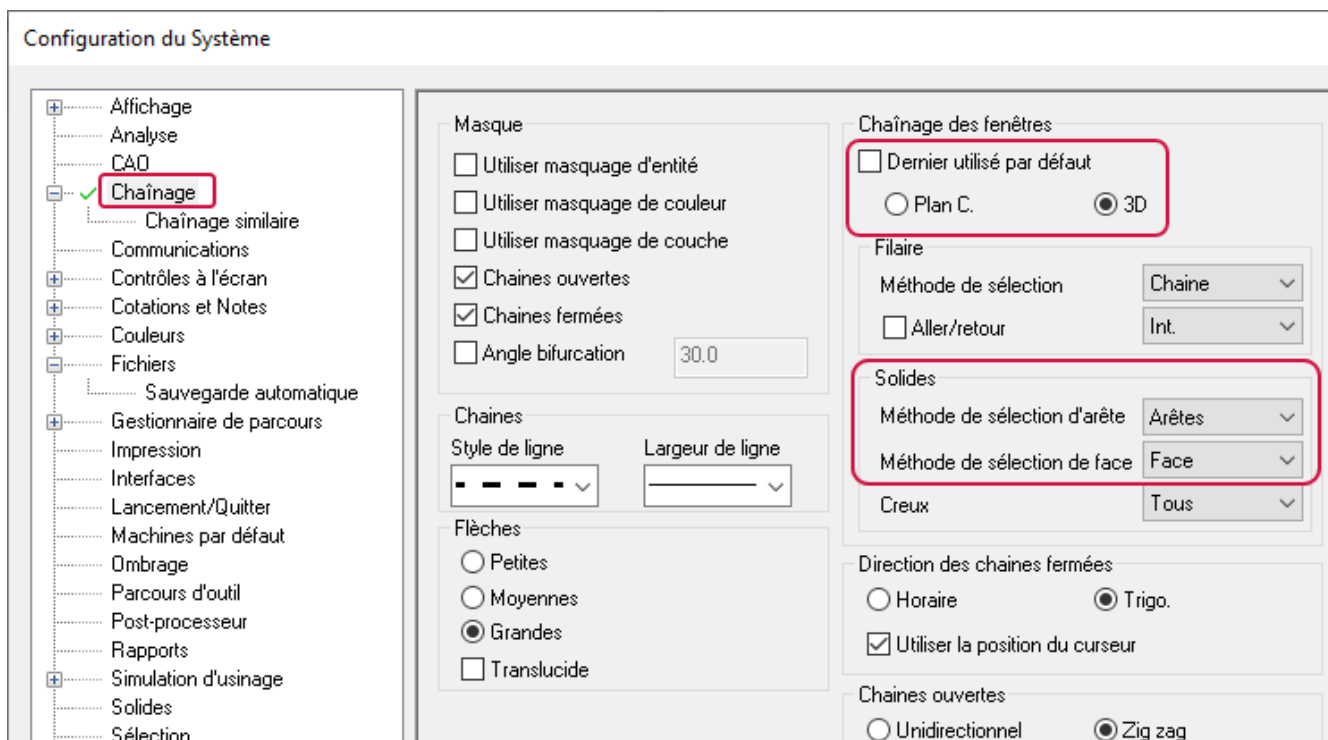 Configuration du Système
Affichage
Analyse
CAO
Chaînage
Chaînage similaire
Communications
Contrôles à l'écran
Cotations et Notes
Couleurs
Fichiers
Sauvegarde automatique
Gestionnaire de parcours
Impression
Interfaces
Lancement/Quitter
Machines par défaut
Ombrage
Parcours d'outil
Post-processeur
Rapports
Simulation d'usinage
Solides
Sélection
Masque
Utiliser masquage d'entité
Utiliser masquage de couleur
Utiliser masquage de couche
Chaines ouvertes
Chaines fermées
Angle bifurcation 30.0
Chaines
Style de ligne Largeur de ligne
Flèches
Petites
Moyennes
Grandes
Translucide
Chaînage des fenêtres
Dernier utilisé par défaut
Plan C. 3D
Filaire
Méthode de sélection Chaine
Aller/retour Int.
Solides
Méthode de sélection d'arête Arêtes
Méthode de sélection de face Face
Creux Tous
Direction des chaines fermées
Horaire Trigo.
Utiliser la position du curseur
Chaines ouvertes
Unidirectionnel Zig zag